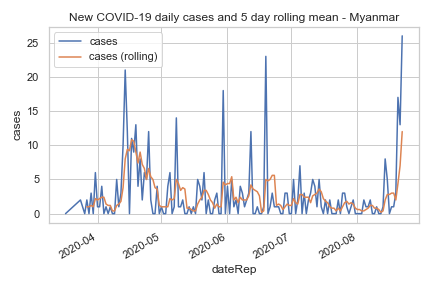 New COVID-19 daily cases and 5 day rolling mean - Myanmar
cases
cases (rolling)
25
20
15
10
5
0
cases
2020-04
2020-05
2020-06
2020-07
2020-08
dateRep